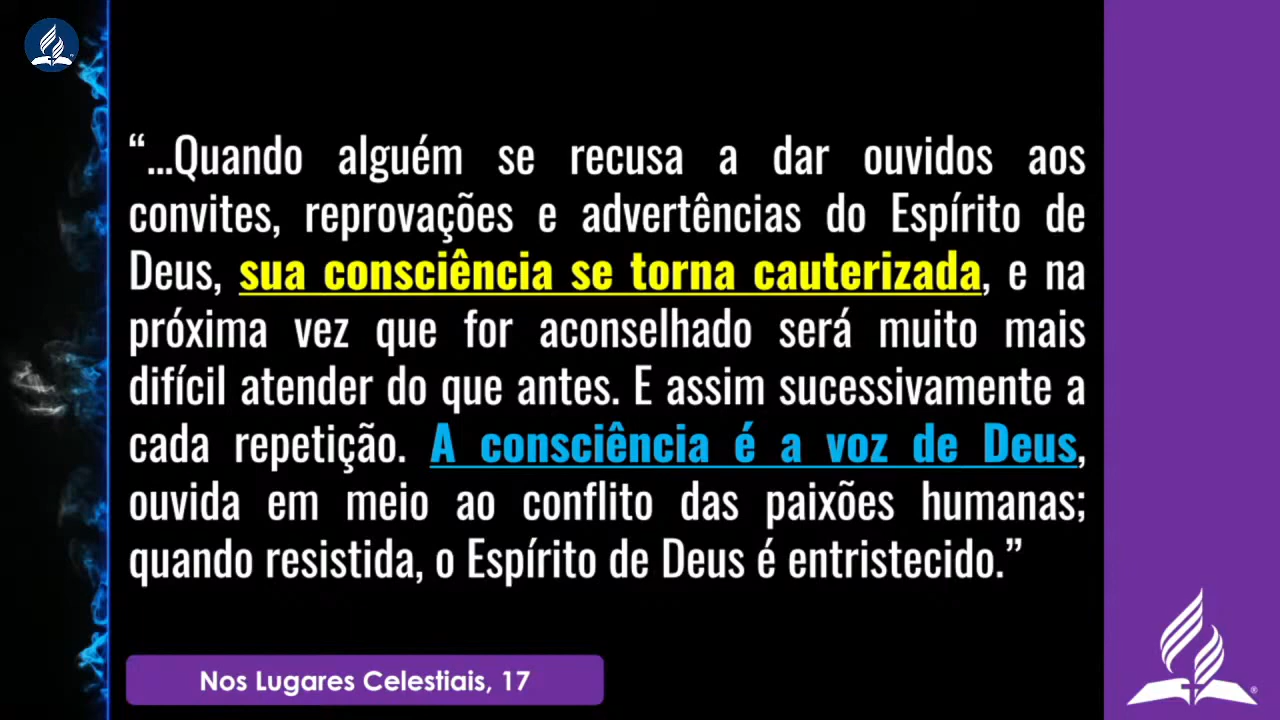 “...Quando alguém se recusa a dar ouvidos aos
convites, reprovações e advertências do Espírito de
Deus, sua consciência se torna cauterizada, e na
próxima vez que for aconselhado será muito mais
difícil atender do que antes. E assim sucessivamente a
cada repetição. A consciência é a voz de Deus,
ouvida em meio ao conflito das paixões humanas;
quando resistida, o Espírito de Deus é entristecido.”
Nos Lugares Celestiais, 17